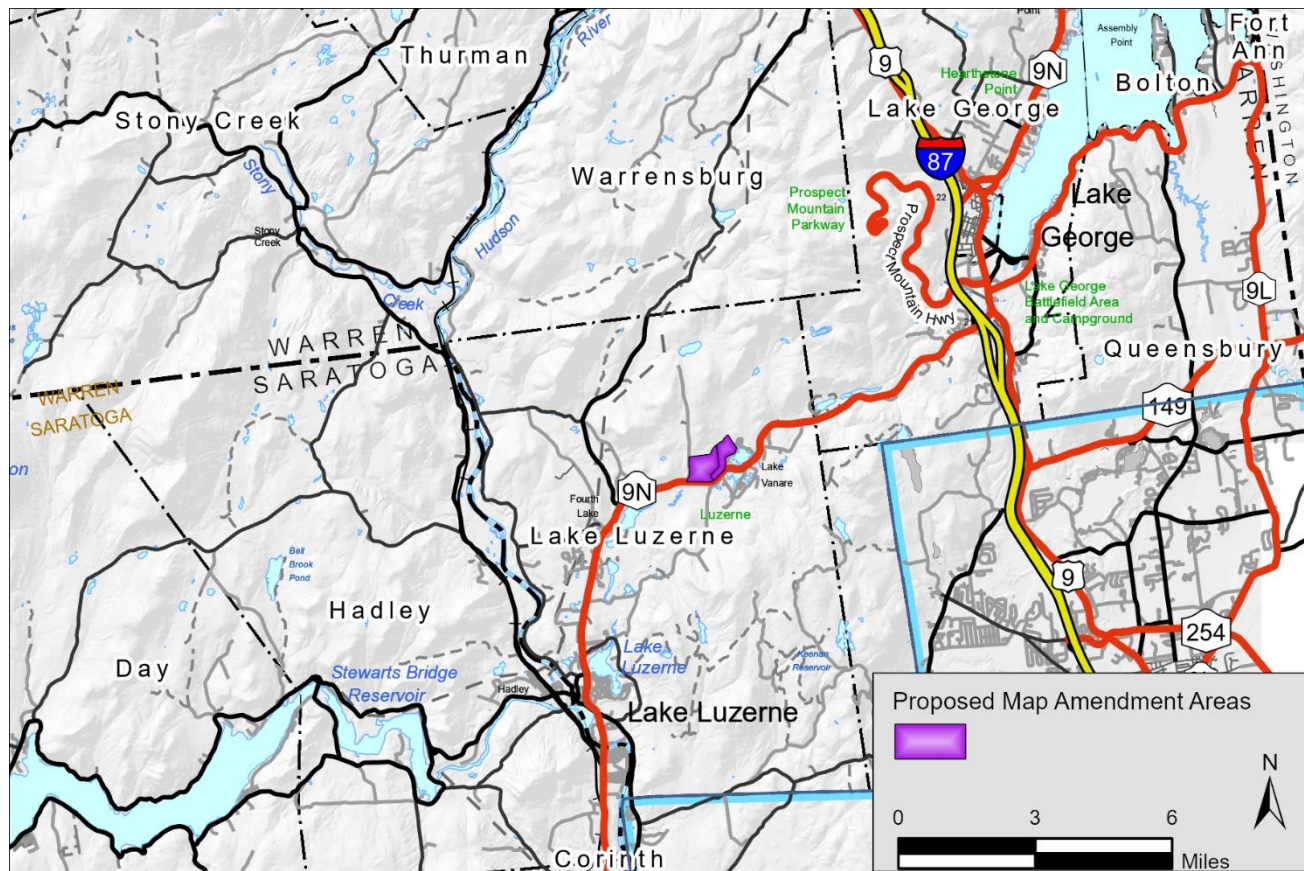 Thurman
River
9
Hearthstone
Point
Point
9N
Assembly
Point
Fort
Ann
Bolton
WASHINGTON
WARREN
Stony Creek
Stony
Lake George
87
Warrensburg
Prospect
Mountain
Parkway
22
Prospect Mountain Hwy
Lake
George
Hudson
Stony
Creek
Creek
9L
Lake George
Battlefield Area
and Campground
Queensbury
WARREN
SARATOGA
WARREN
SARATOGA
149
on
Lake
Vanare
9N
Fourth
Lake
Luzerne
Lake Luzerne
Bell
Brook
Pond
9
Hadley
254
Day
Stewarts Bridge
Reservoir
Lake
Luzerne
Keenan
Reservoir
Hadley
Lake Luzerne
Corinth
Proposed Map Amendment Areas
N
0 3 6
Miles